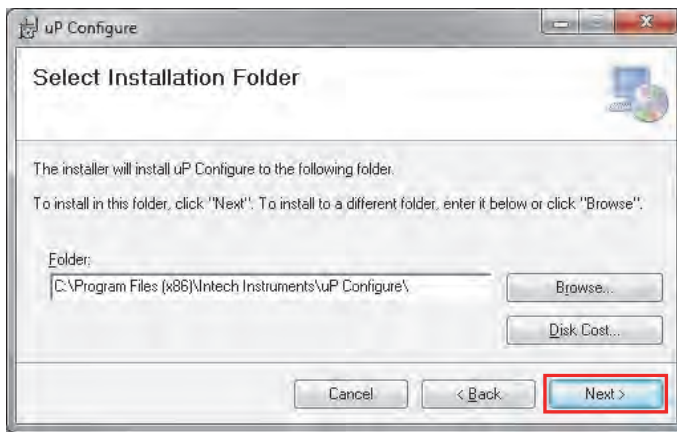 uP Configure
Select Installation Folder
The installer will install uP Configure to the following folder.
To install in this folder, click "Next". To install to a different folder, enter it below or click "Browse".
Folder:
C:\Program Files (x86)\Intech Instruments\uP Configure\
Browse...
Disk Cost...
Cancel
< Back
Next >